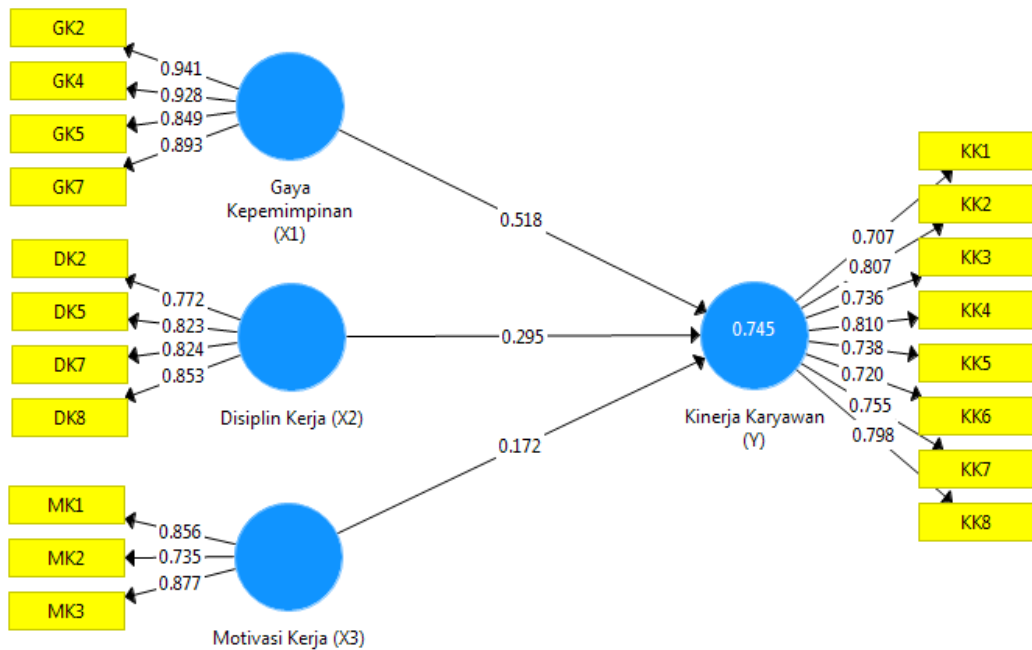 GK2
GK4
GK5
GK7
0.941
0.928
0.849
0.893
Gaya
Kepemimpinan
(X1)
0.518
DK2
DK5
DK7
DK8
0.772
0.823
0.824
0.853
Disiplin Kerja (X2)
0.295
MK1
MK2
MK3
0.856
0.735
0.877
Motivasi Kerja (X3)
0.172
0.745
Kinerja Karyawan
(Y)
0.707
0.807
0.736
0.810
0.738
0.720
0.755
0.798
KK1
KK2
KK3
KK4
KK5
KK6
KK7
KK8